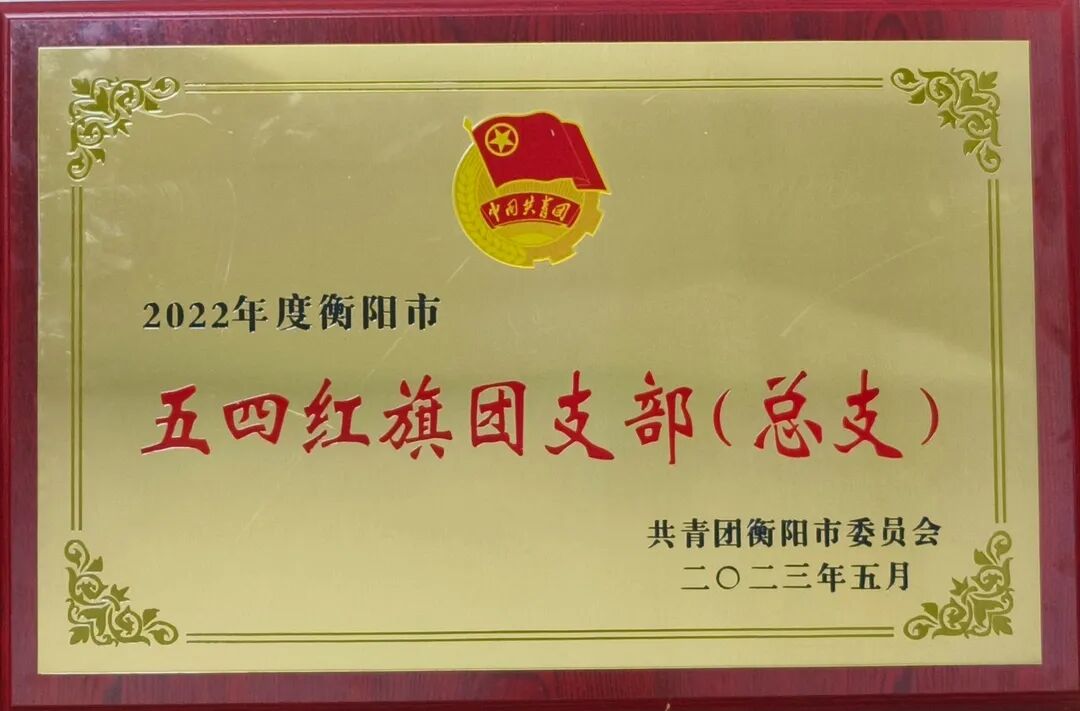 中国共青团
2022年度衡阳市
五四红旗团支部(总支)
共青团衡阳市委员会
二〇二三年五月